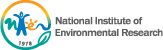 National Institute of
Environmental Research
1978